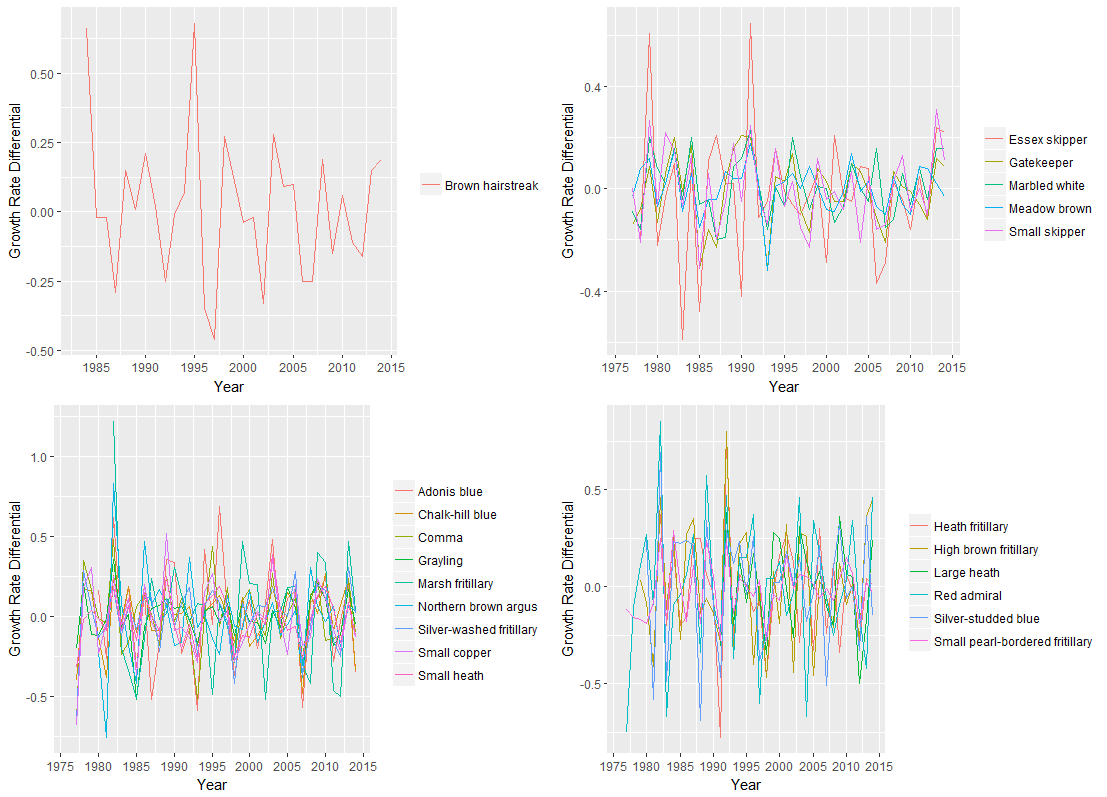 Growth Rate Differential
0.50
0.25
0.00
-0.25
-0.50
1985 1990 1995 2000 2005 2010 2015
Year
Brown hairstreak
Growth Rate Differential
0.4
0.0
-0.4
1975 1980 1985 1990 1995 2000 2005 2010 2015
Year
Essex skipper
Gatekeeper
Marbled white
Meadow brown
Small skipper
Growth Rate Differential
1.0
0.5
0.0
-0.5
1975 1980 1985 1990 1995 2000 2005 2010 2015
Year
Adonis blue
Chalk-hill blue
Comma
Grayling
Marsh fritillary
Northern brown argus
Silver-washed fritillary
Small copper
Small heath
Growth Rate Differential
0.5
0.0
-0.5
1975 1980 1985 1990 1995 2000 2005 2010 2015
Year
Heath fritillary
High brown fritillary
Large heath
Red admiral
Silver-studded blue
Small pearl-bordered fritillary